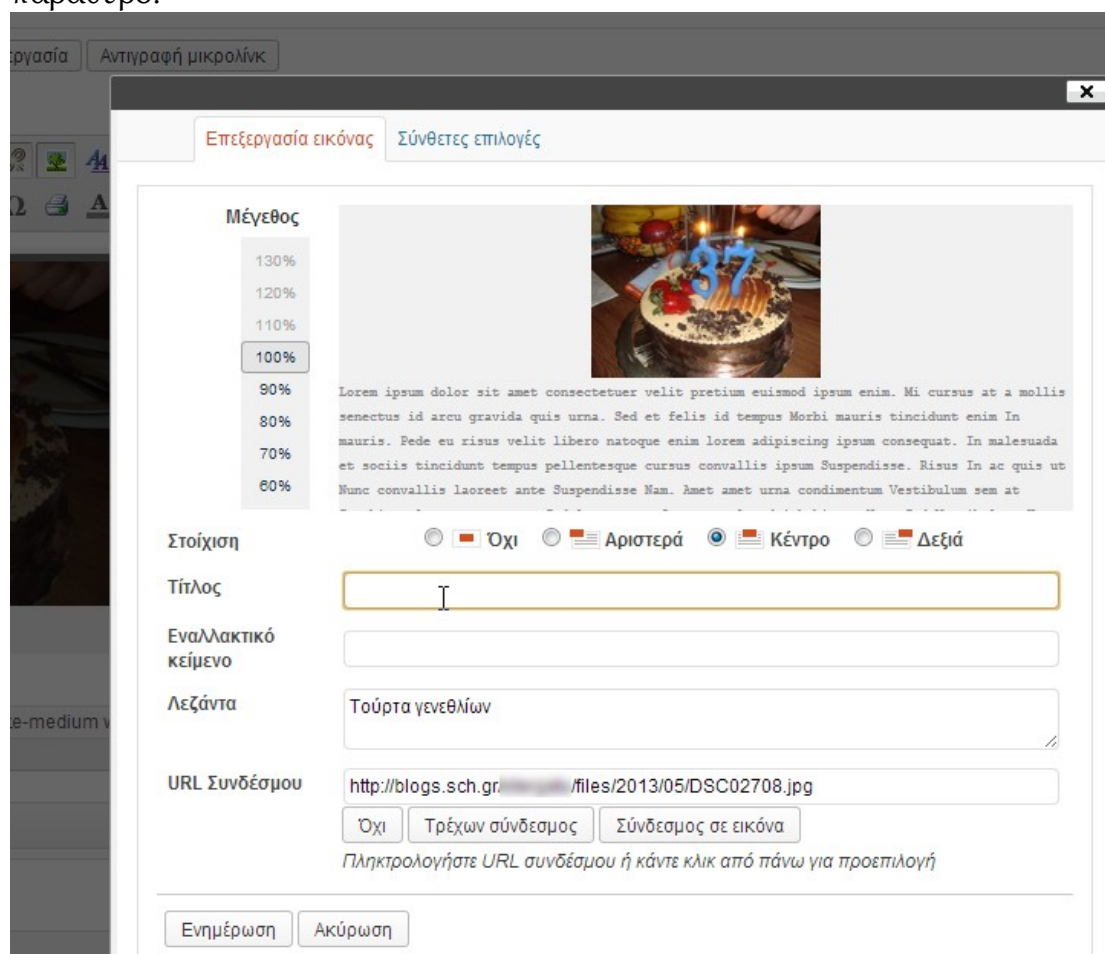 παράθυρο.
εργασία Αντιγραφή μικρολίνκ
Επεξεργασία εικόνας Σύνθετες επιλογές
Μέγεθος
130%
120%
110%
100%
90%
80%
70%
60%
37
Lorem ipsum dolor sit amet consectetuer velit pretium euismod ipsum enim. Mi cursus at a mollis
senectus id arcu gravida quis urna. Sed et felis id tempus Morbi mauris tincidunt enim In
mauris. Pede eu risus velit libero natoque enim lorem adipiscing ipsum consequat. In malesuada
et sociis tincidunt tempus pellentesque cursus convallis ipsum Suspendisse. Risus In ac quis ut
Nunc convallis laoreet ante Suspendisse Nam. Amet amet urna condimentum Vestibulum sem at
Στοίχιση Όχι Αριστερά Κέντρο Δεξιά
Τίτλος
Εναλλακτικό
κείμενο
Λεζάντα Τούρτα γενεθλίων
te-medium
URL Συνδέσμου http://blogs.sch.gr/ /files/2013/05/DSC02708.jpg
Όχι Τρέχων σύνδεσμος Σύνδεσμος σε εικόνα
Πληκτρολογήστε URL συνδέσμου ή κάντε κλικ από πάνω για προεπιλογή
Ενημέρωση Ακύρωση